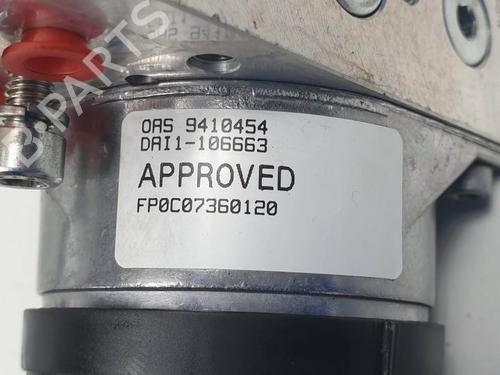 OAS 9410454
DAI1-106663
APPROVED
FP0C07360120
B-PARTS